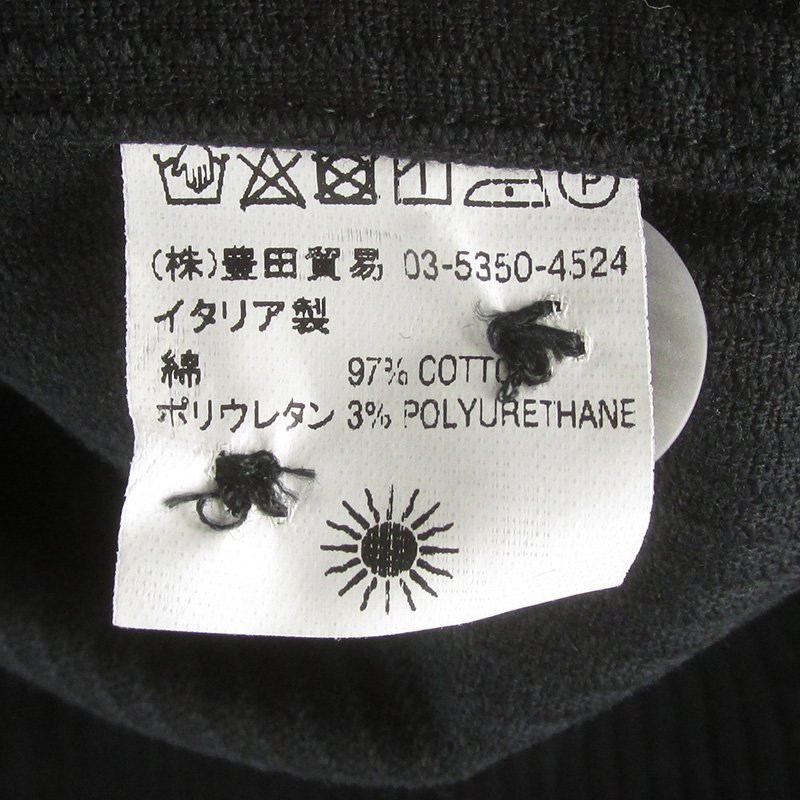 P
(株)豊田貿易 03-5350-4524
イタリア製
綿 97% COTTO
ポリウレタン 3% POLYURETHANE